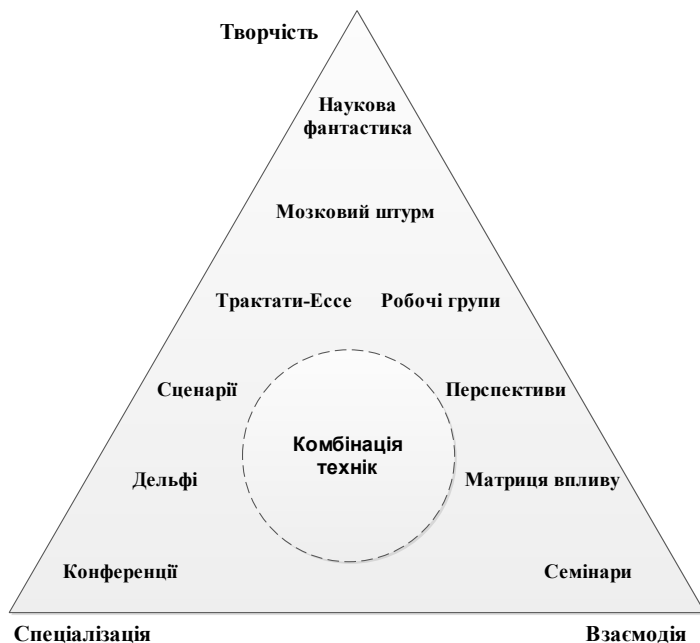 Творчість
Наукова
фантастика
Мозковий штурм
Трактати-Ессе
Робочі групи
Сценарії
Перспективи
Комбінація
технік
Дельфі
Матриця впливу
Конференції
Семінари
Спеціалізація
Взаємодія